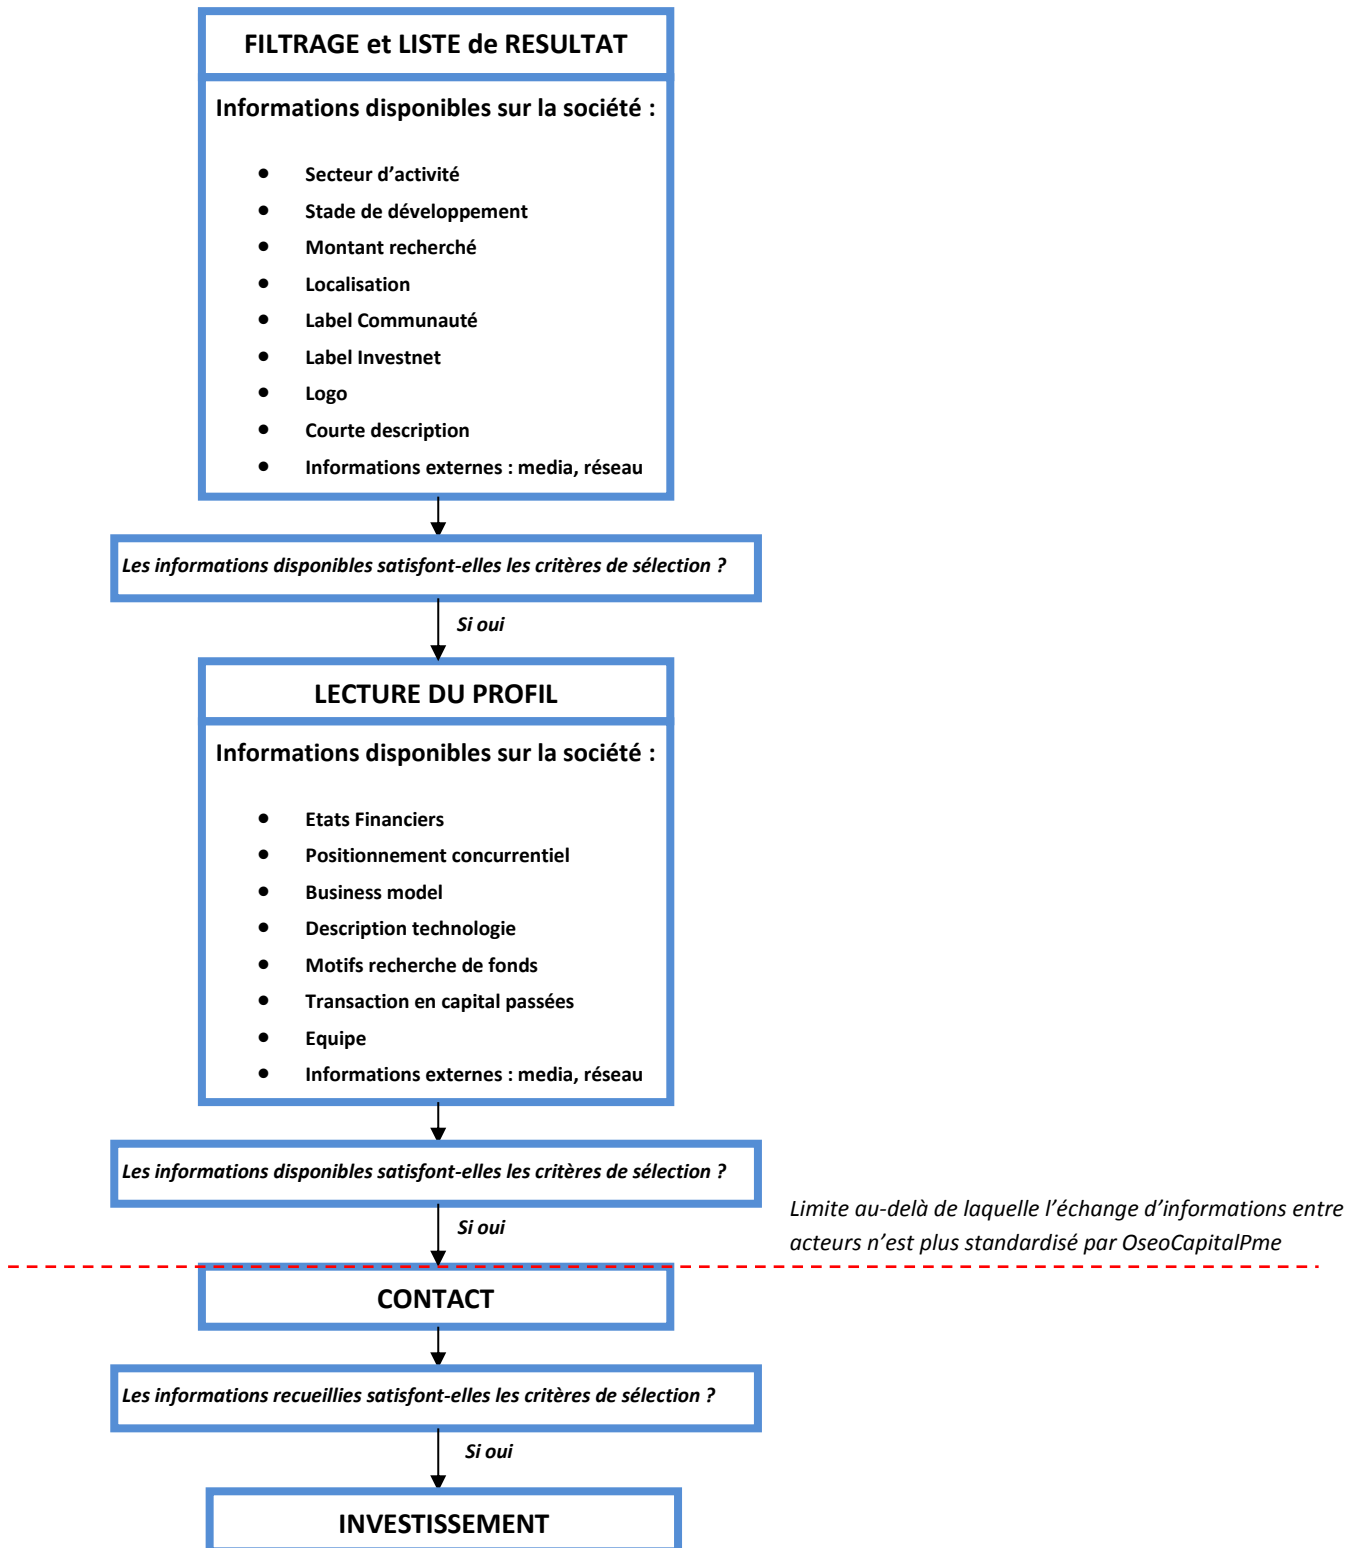 FILTRAGE et LISTE de RESULTAT
Informations disponibles sur la société :
• Secteur d’activité
• Stade de développement
• Montant recherché
• Localisation
• Label Communauté
• Label Investnet
• Logo
• Courte description
• Informations externes : media, réseau
Les informations disponibles satisfont-elles les critères de sélection ?
Si oui
LECTURE DU PROFIL
Informations disponibles sur la société :
• Etats Financiers
• Positionnement concurrentiel
• Business model
• Description technologie
• Motifs recherche de fonds
• Transaction en capital passées
• Equipe
• Informations externes : media, réseau
Les informations disponibles satisfont-elles les critères de sélection ?
Si oui
Limite au-delà de laquelle l’échange d’informations entre
acteurs n’est plus standardisé par OseoCapitalPme
CONTACT
Les informations recueillies satisfont-elles les critères de sélection ?
Si oui
INVESTISSEMENT